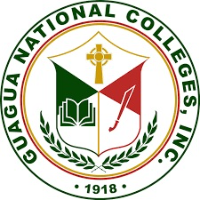 GUAGUA NATIONAL COLLEGES, INC.
• 1918 •